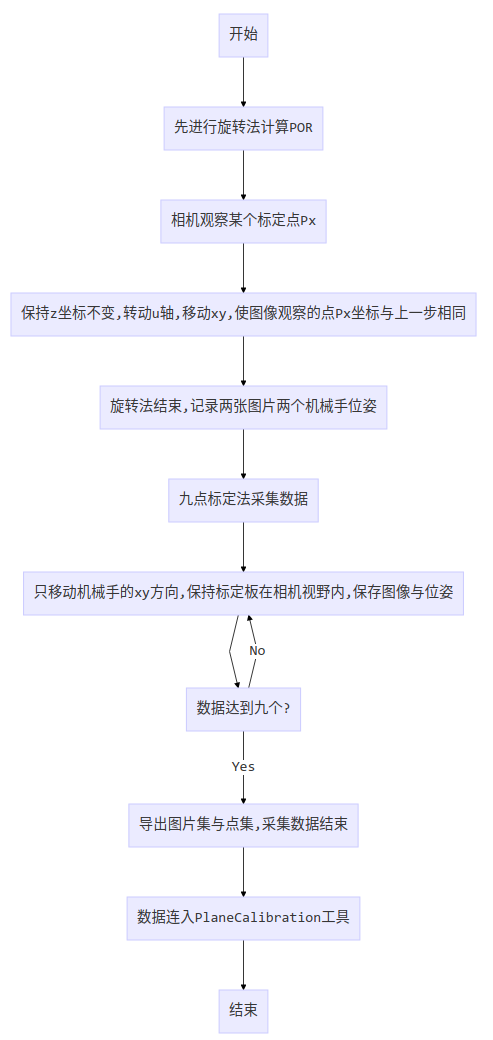 开始
先进行旋转法计算POR
相机观察某个标定点Px
保持z坐标不变,转动u轴,移动xy,使图像观察的点Px坐标与上一步相同
旋转法结束,记录两张图片两个机械手位姿
九点标定法采集数据
只移动机械手的xy方向,保持标定板在相机视野内,保存图像与位姿
No
数据达到九个?
Yes
导出图片集与点集,采集数据结束
数据连入PlaneCalibration工具
结束